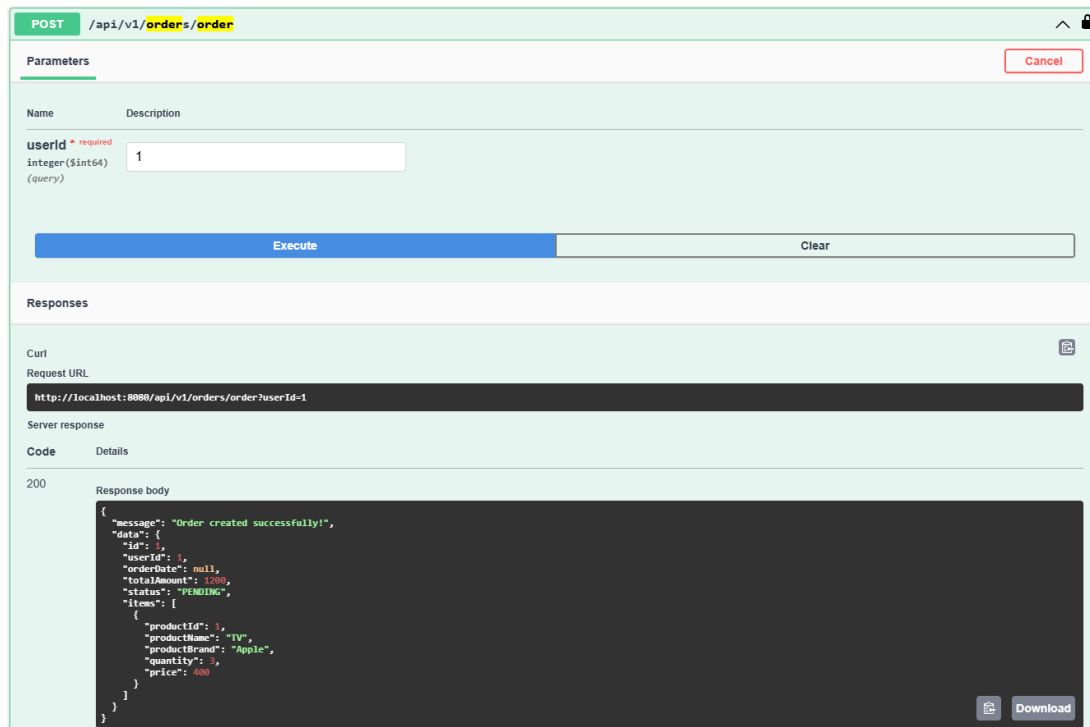 POST /api/v1/orders/order
Parameters
Cancel
Name Description
userId * required
integer($int64)
(query)
1
Execute
Clear
Responses
Curl
Request URL
http://localhost:8080/api/v1/orders/order?userId=1
Server response
Code Details
200
Response body
{
  "message": "Order created successfully!",
  "data": {
    "id": 1,
    "userId": 1,
    "orderDate": null,
    "totalAmount": 1200,
    "status": "PENDING",
    "items": [
      {
        "productId": 1,
        "productName": "TV",
        "productBrand": "Apple",
        "quantity": 3,
        "price": 400
      }
    ]
  }
}
Download